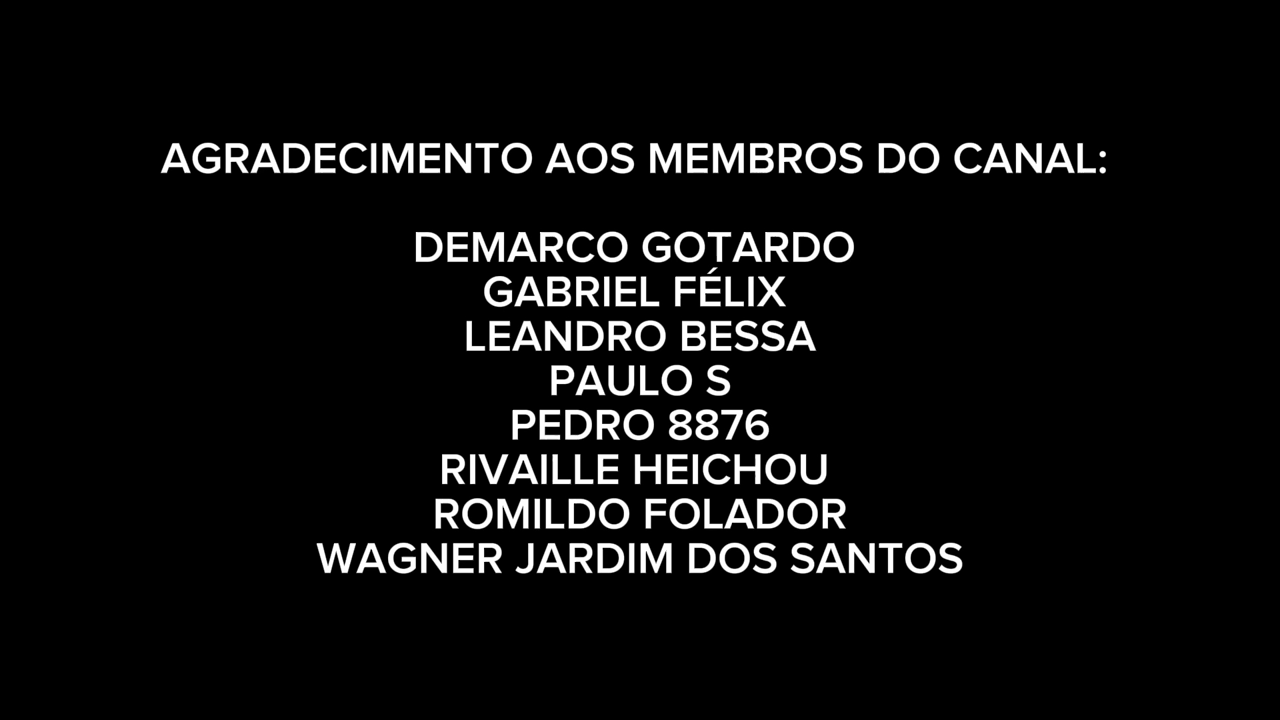 AGRADECIMENTO AOS MEMBROS DO CANAL:
DEMARCO GOTARDO
GABRIEL FÉLIX
LEANDRO BESSA
PAULO S
PEDRO 8876
RIVAILLE HEICHOU
ROMILDO FOLADOR
WAGNER JARDIM DOS SANTOS